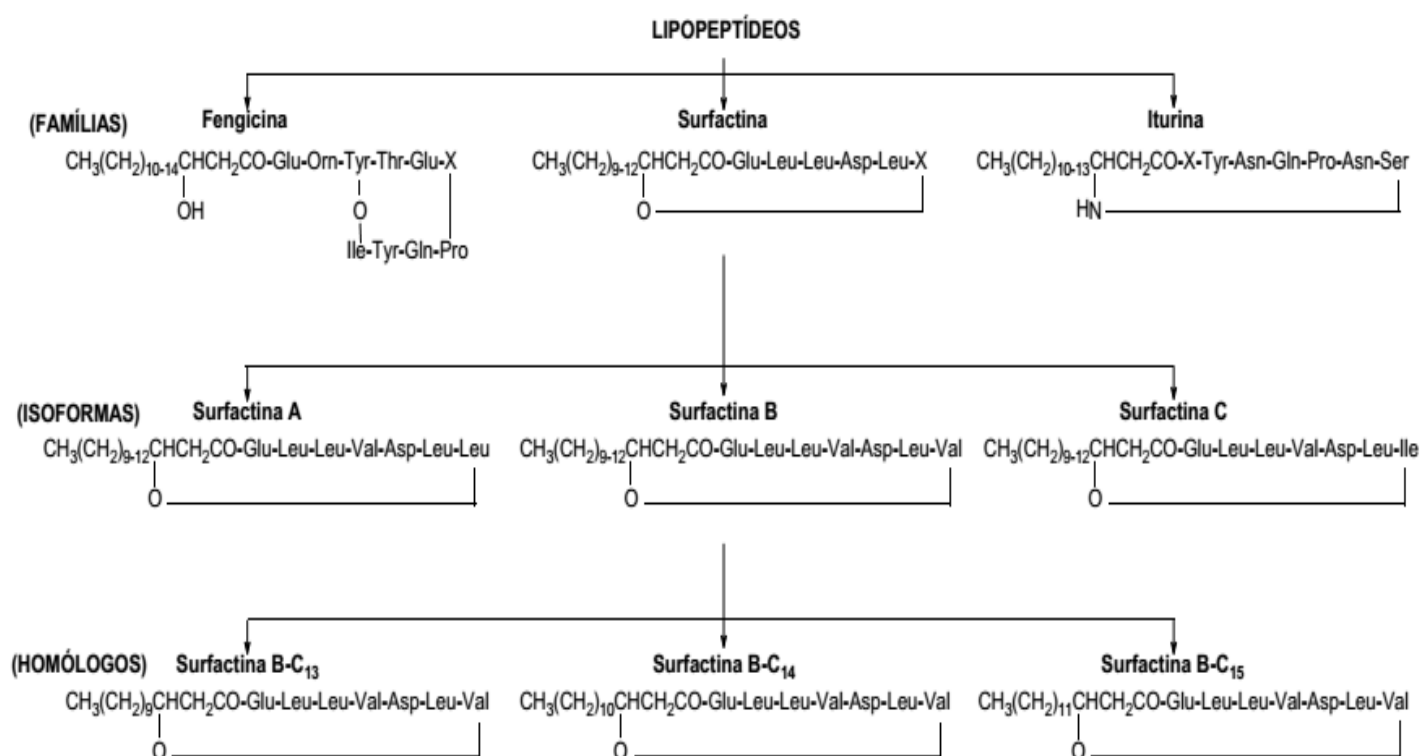 LIPOPEPTÍDEOS
(FAMÍLIAS) Fengicina Surfactina Iturina
CH3(CH2)10-14CHCH2CO-Glu-Orn-Tyr-Thr-Glu-X CH3(CH2)9-12CHCH2CO-Glu-Leu-Leu-Asp-Leu-X CH3(CH2)10-13CHCH2CO-X-Tyr-Asn-Gln-Pro-Asn-Ser
OH O O HN
Ile-Tyr-Gln-Pro
(ISOFORMAS) Surfactina A Surfactina B Surfactina C
CH3(CH2)9-12CHCH2CO-Glu-Leu-Leu-Val-Asp-Leu-Leu CH3(CH2)9-12CHCH2CO-Glu-Leu-Leu-Val-Asp-Leu-Val CH3(CH2)9-12CHCH2CO-Glu-Leu-Leu-Val-Asp-Leu-Ile
O O O
(HOMÓLOGOS) Surfactina B-C13 Surfactina B-C14 Surfactina B-C15
CH3(CH2)9CHCH2CO-Glu-Leu-Leu-Val-Asp-Leu-Val CH3(CH2)10CHCH2CO-Glu-Leu-Leu-Val-Asp-Leu-Val CH3(CH2)11CHCH2CO-Glu-Leu-Leu-Val-Asp-Leu-Val
O O O